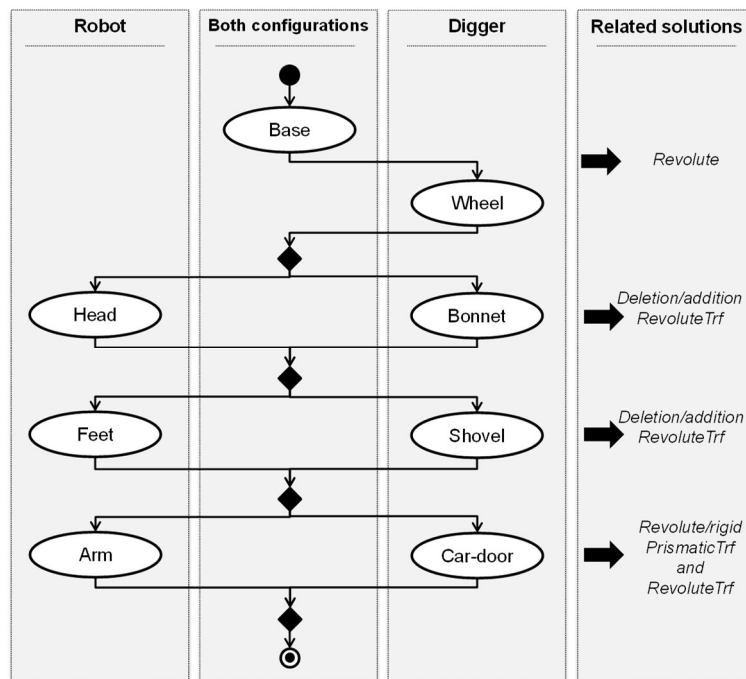 Robot
Both configurations
Digger
Related solutions
Base
Revolute
Wheel
Head
Bonnet
Deletion/addition
RevoluteTrf
Feet
Shovel
Deletion/addition
RevoluteTrf
Arm
Car-door
Revolute/rigid
PrismaticTrf
and
RevoluteTrf